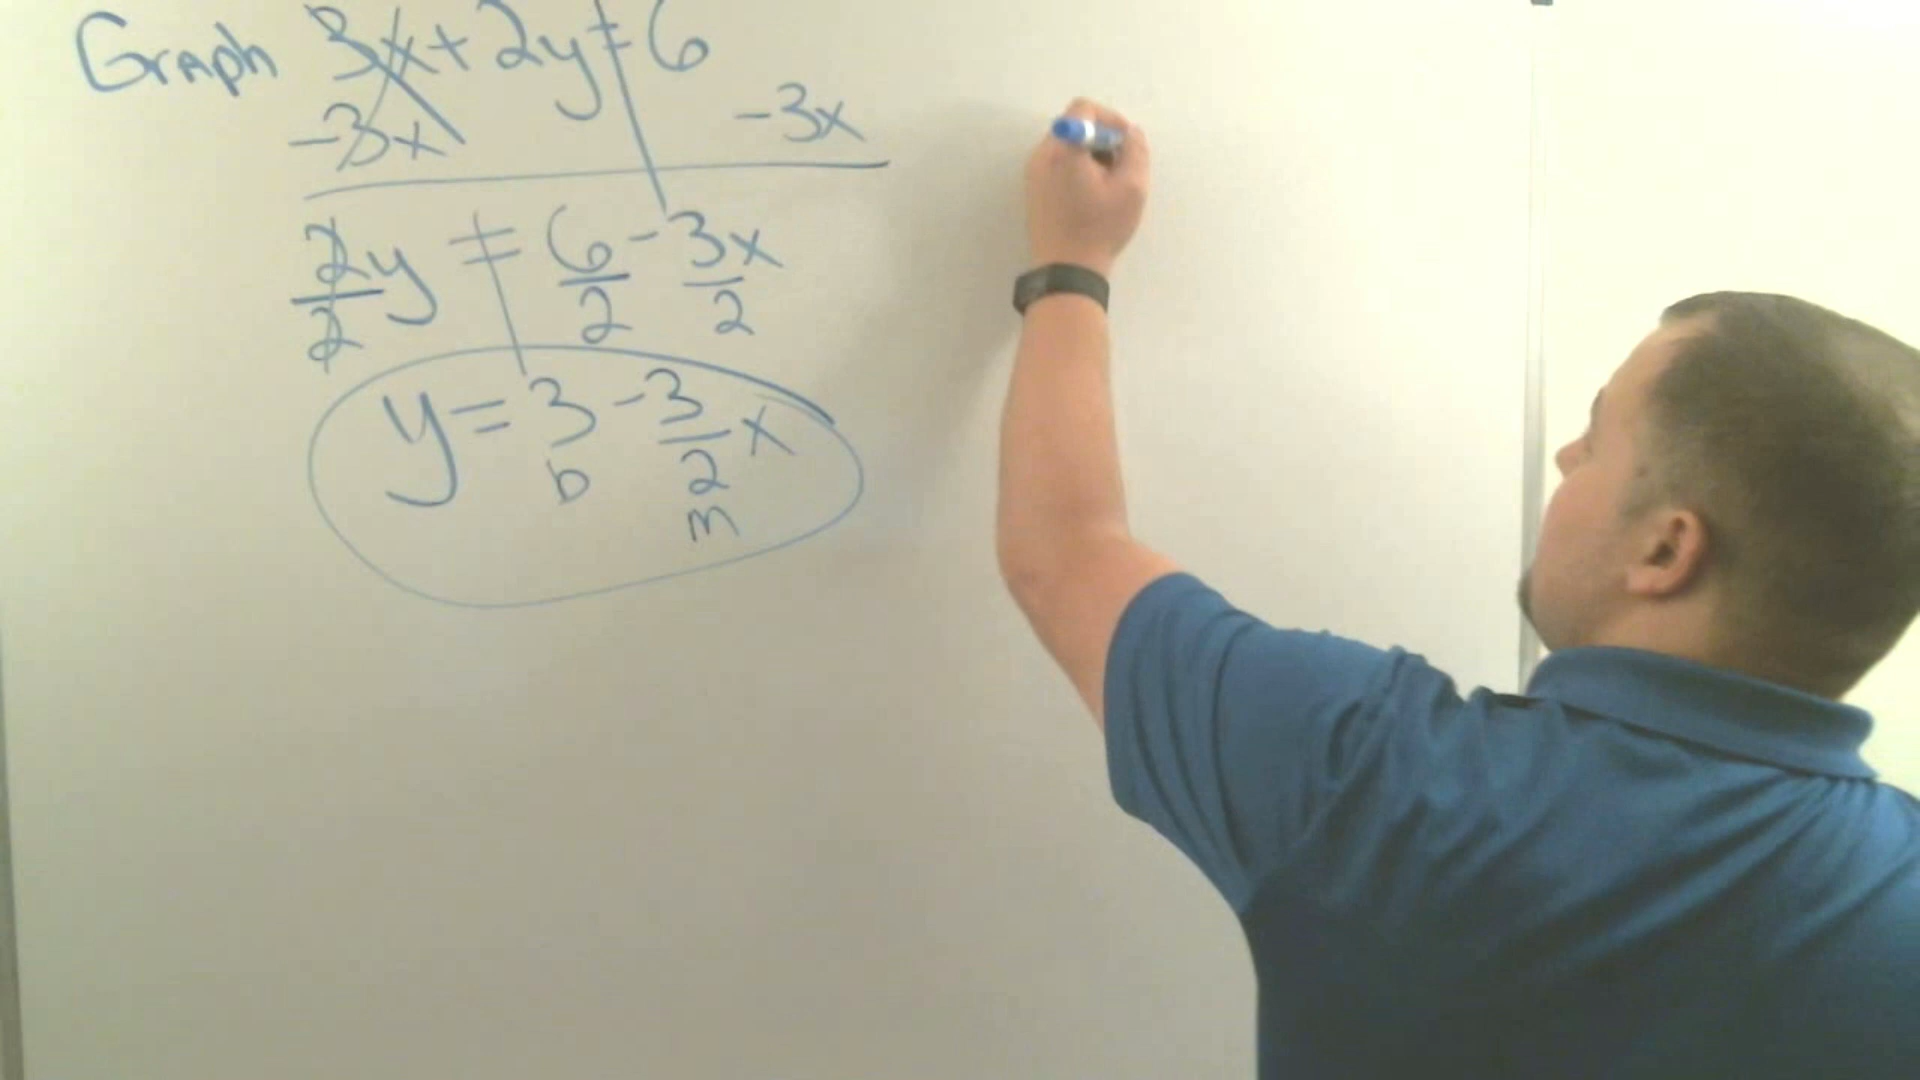 Graph 3x + 2y = 6
-3x -3x
2y/2 = 6/2 - 3x/2
y = 3 - 3/2 x
b m